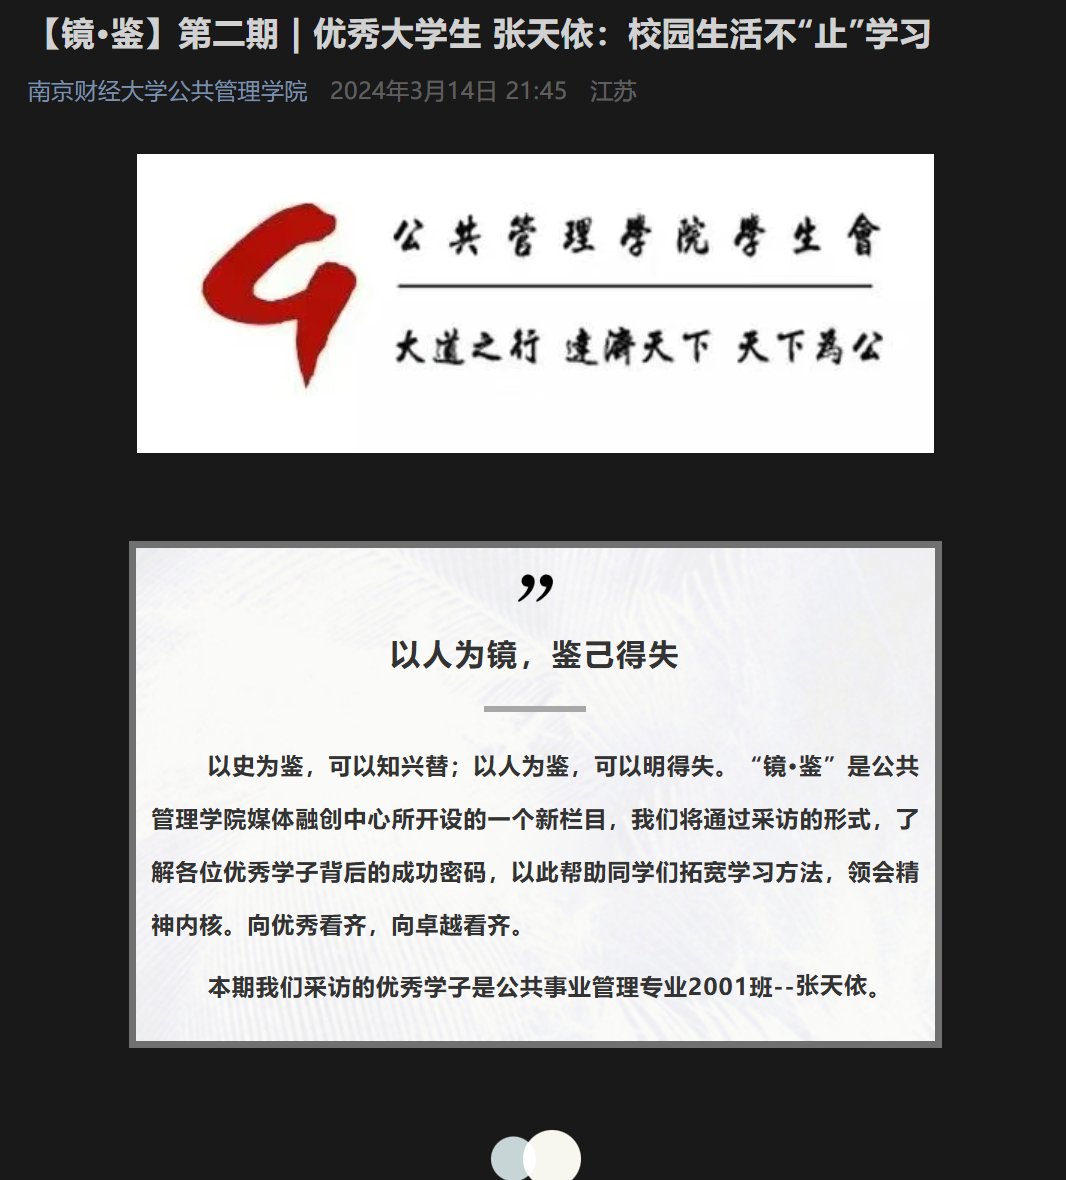 【镜·鉴】第二期｜优秀大学生 张天依：校园生活不“止”学习
南京财经大学公共管理学院 2024年3月14日 21:45 江苏
公共管理學院學生會
大道之行 達濟天下 天下為公
”
以人为镜，鉴己得失
以史为鉴，可以知兴替；以人为鉴，可以明得失。“镜·鉴”是公共
管理学院媒体融创中心所开设的一个新栏目，我们将通过采访的形式，了
解各位优秀学子背后的成功密码，以此帮助同学们拓宽学习方法，领会精
神内核。向优秀看齐，向卓越看齐。
本期我们采访的优秀学子是公共事业管理专业2001班--张天依。